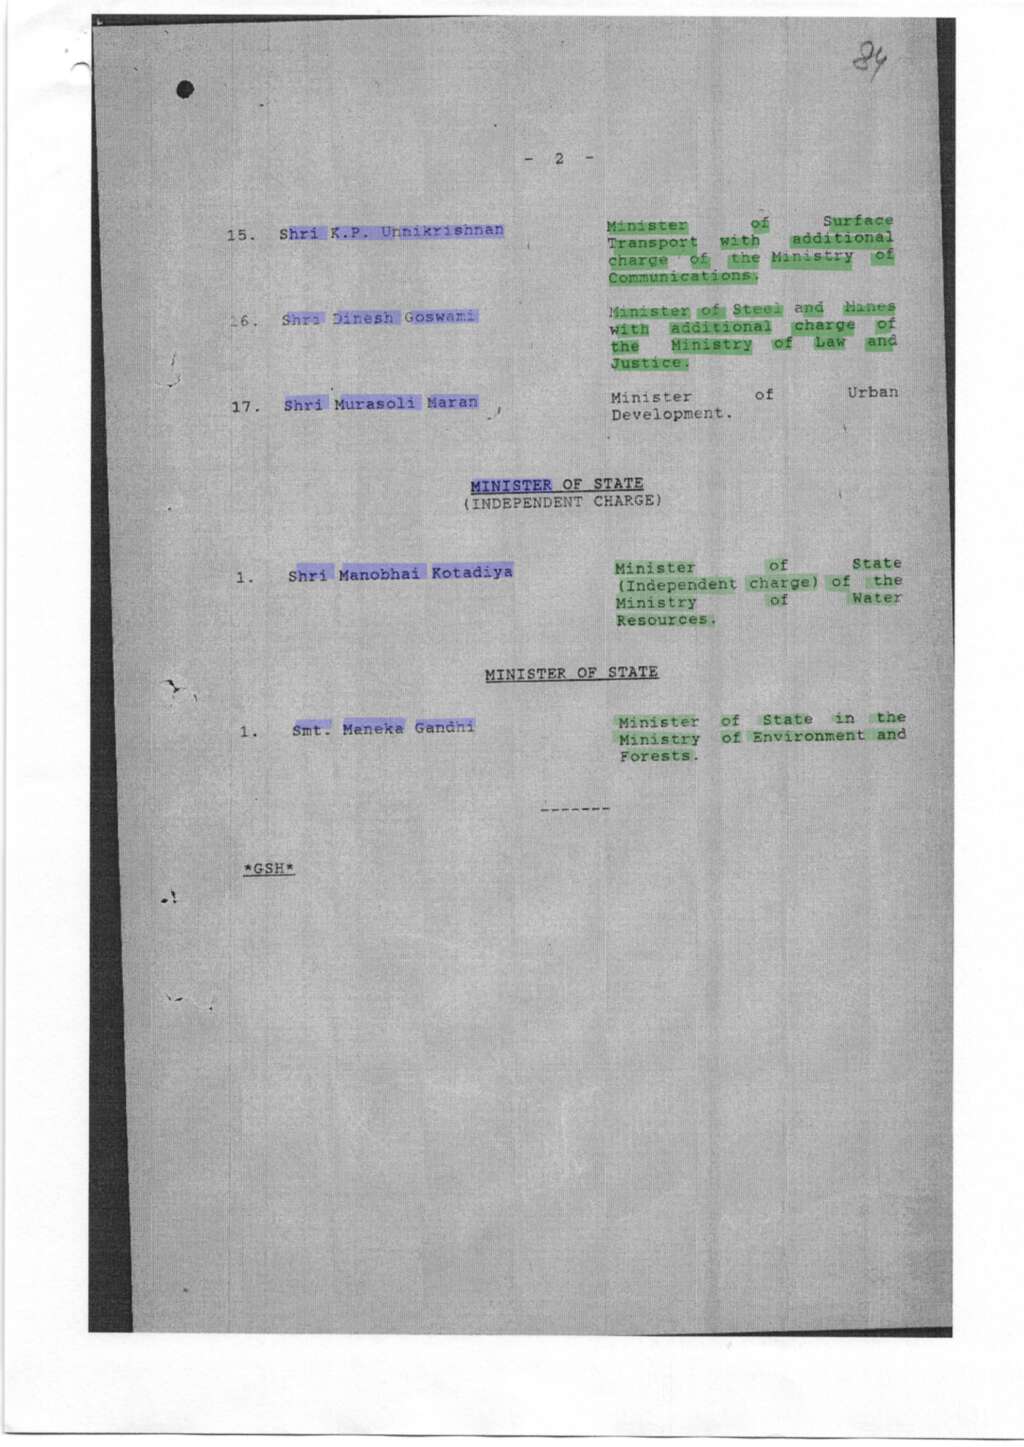 84
- 2 -
15. Shri K.P. Unnikrishnan Minister of Surface
Transport with additional
charge of the Ministry of
Communications.
16. Shri Dinesh Goswami Minister of Steel and Mines
with additional charge of
the Ministry of Law and
Justice.
17. Shri Murasoli Maran Minister of Urban
Development.
MINISTER OF STATE
(INDEPENDENT CHARGE)
1. Shri Manobhai Kotadiya Minister of State
(Independent charge) of the
Ministry of Water
Resources.
MINISTER OF STATE
1. Smt. Maneka Gandhi Minister of State in the
Ministry of Environment and
Forests.
-------
*GSH*